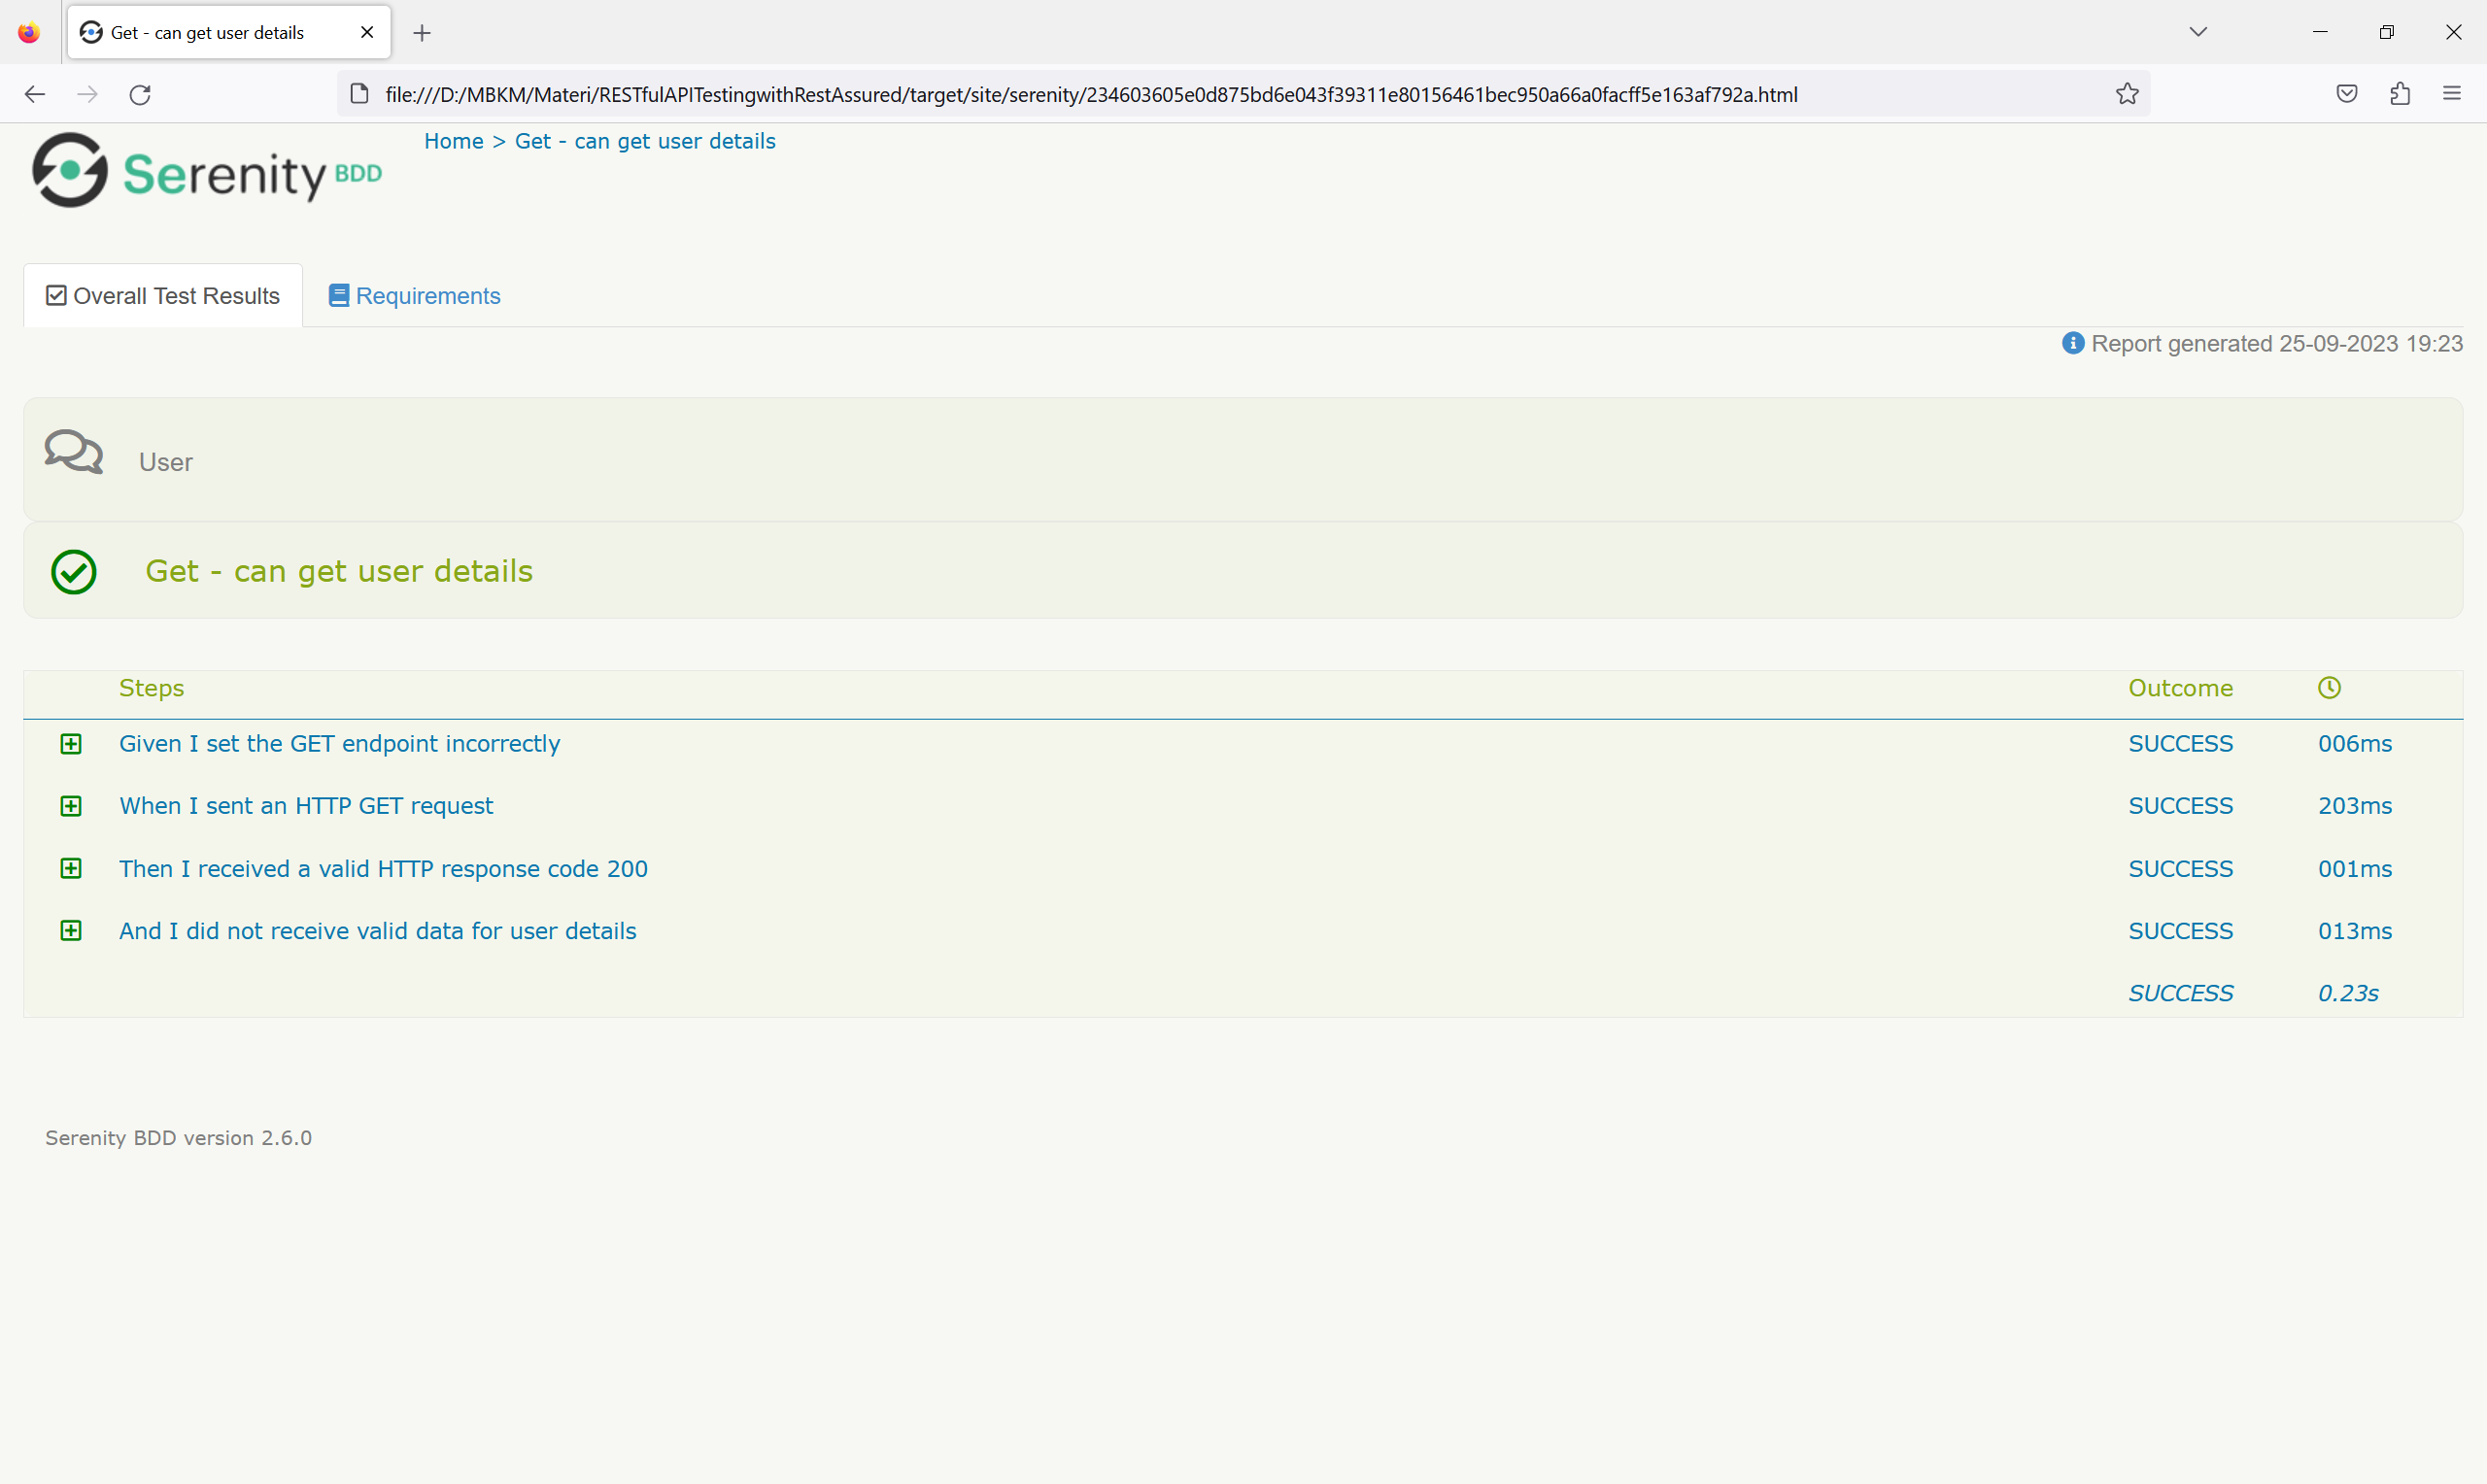 Get - can get user details
file:///D:/MBKM/Materi/RESTfulAPITestingwithRestAssured/target/site/serenity/234603605e0d875bd6e043f39311e80156461bec950a66a0facff5e163af792a.html
Serenity BDD
Home > Get - can get user details
Overall Test Results Requirements
Report generated 25-09-2023 19:23
User
Get - can get user details
Steps Outcome
Given I set the GET endpoint incorrectly SUCCESS 006ms
When I sent an HTTP GET request SUCCESS 203ms
Then I received a valid HTTP response code 200 SUCCESS 001ms
And I did not receive valid data for user details SUCCESS 013ms
SUCCESS 0.23s
Serenity BDD version 2.6.0